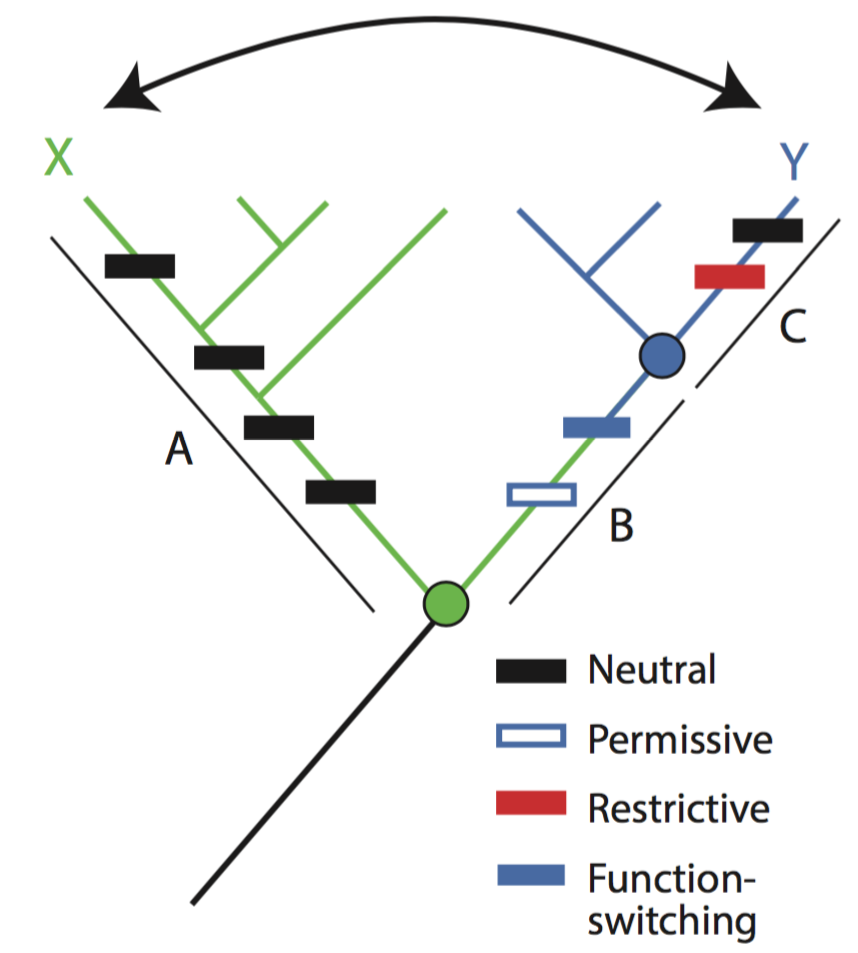 X
Y
C
A
B
Neutral
Permissive
Restrictive
Function-
switching